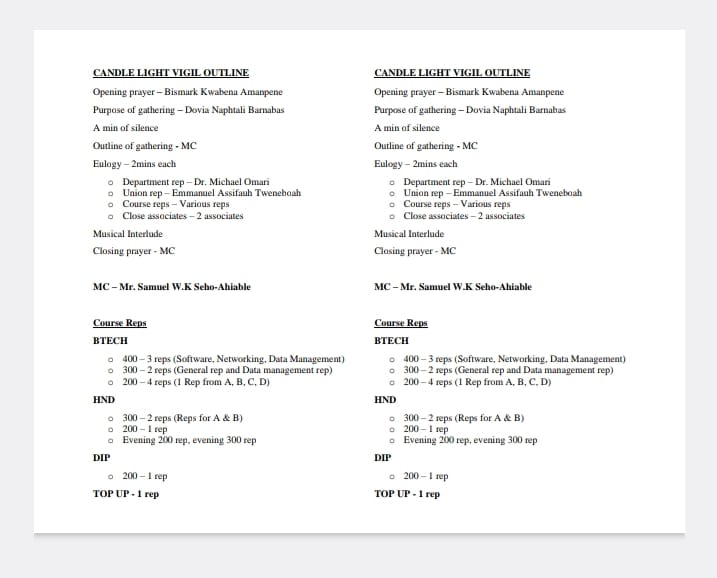 CANDLE LIGHT VIGIL OUTLINE
Opening prayer – Bismark Kwabena Amanpene
Purpose of gathering – Dovia Naphtali Barnabas
A min of silence
Outline of gathering - MC
Eulogy – 2mins each
o Department rep – Dr. Michael Omari
o Union rep – Emmanuel Assifauh Tweneboah
o Course reps – Various reps
o Close associates – 2 associates
Musical Interlude
Closing prayer - MC
MC – Mr. Samuel W.K Seho-Ahiable
Course Reps
BTECH
o 400 – 3 reps (Software, Networking, Data Management)
o 300 – 2 reps (General rep and Data management rep)
o 200 – 4 reps (1 Rep from A, B, C, D)
HND
o 300 – 2 reps (Reps for A & B)
o 200 – 1 rep
o Evening 200 rep, evening 300 rep
DIP
o 200 – 1 rep
TOP UP - 1 rep
CANDLE LIGHT VIGIL OUTLINE
Opening prayer – Bismark Kwabena Amanpene
Purpose of gathering – Dovia Naphtali Barnabas
A min of silence
Outline of gathering - MC
Eulogy – 2mins each
o Department rep – Dr. Michael Omari
o Union rep – Emmanuel Assifauh Tweneboah
o Course reps – Various reps
o Close associates – 2 associates
Musical Interlude
Closing prayer - MC
MC – Mr. Samuel W.K Seho-Ahiable
Course Reps
BTECH
o 400 – 3 reps (Software, Networking, Data Management)
o 300 – 2 reps (General rep and Data management rep)
o 200 – 4 reps (1 Rep from A, B, C, D)
HND
o 300 – 2 reps (Reps for A & B)
o 200 – 1 rep
o Evening 200 rep, evening 300 rep
DIP
o 200 – 1 rep
TOP UP - 1 rep